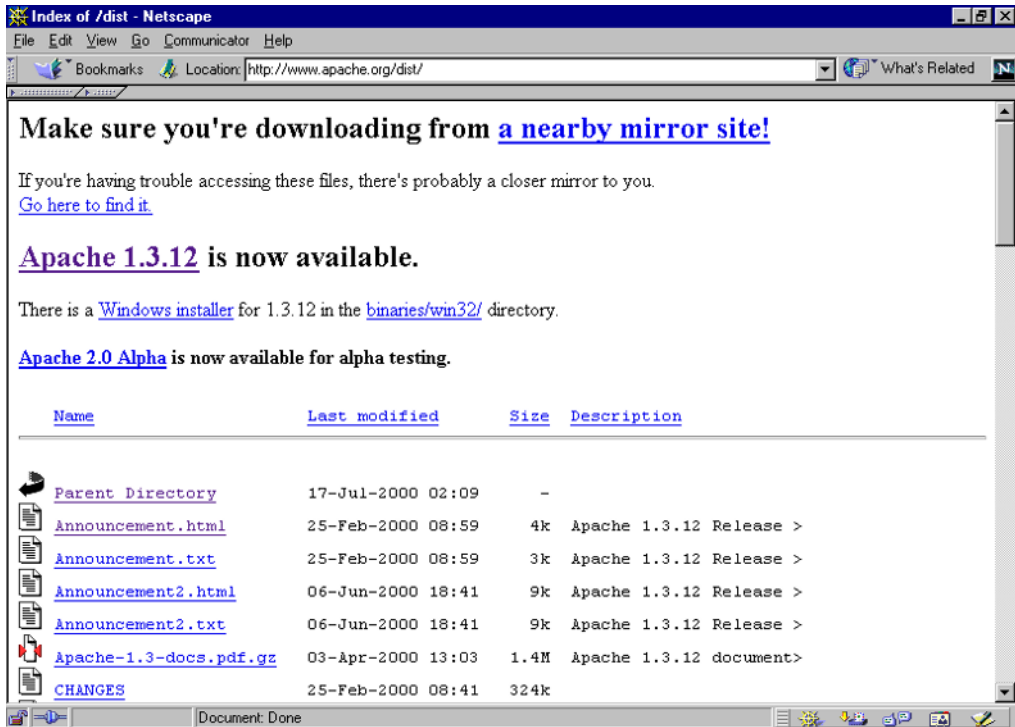 Index of /dist - Netscape
File Edit View Go Communicator Help
Bookmarks Location: http://www.apache.org/dist/ What's Related N
Make sure you're downloading from a nearby mirror site!
If you're having trouble accessing these files, there's probably a closer mirror to you.
Go here to find it.
Apache 1.3.12 is now available.
There is a Windows installer for 1.3.12 in the binaries/win32/ directory.
Apache 2.0 Alpha is now available for alpha testing.
Name Last modified Size Description
Parent Directory 17-Jul-2000 02:09 -
Announcement.html 25-Feb-2000 08:59 4k Apache 1.3.12 Release >
Announcement.txt 25-Feb-2000 08:59 3k Apache 1.3.12 Release >
Announcement2.html 06-Jun-2000 18:41 9k Apache 1.3.12 Release >
Announcement2.txt 06-Jun-2000 18:41 9k Apache 1.3.12 Release >
Apache-1.3-docs.pdf.gz 03-Apr-2000 13:03 1.4M Apache 1.3.12 document>
CHANGES 25-Feb-2000 08:41 324k
Document: Done